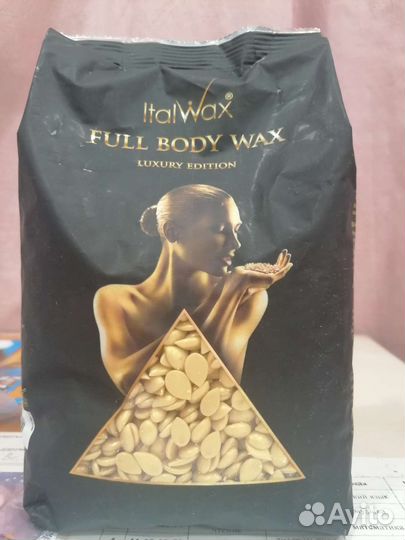 ItalWax®
FULL BODY WAX
LUXURY EDITION
Avito